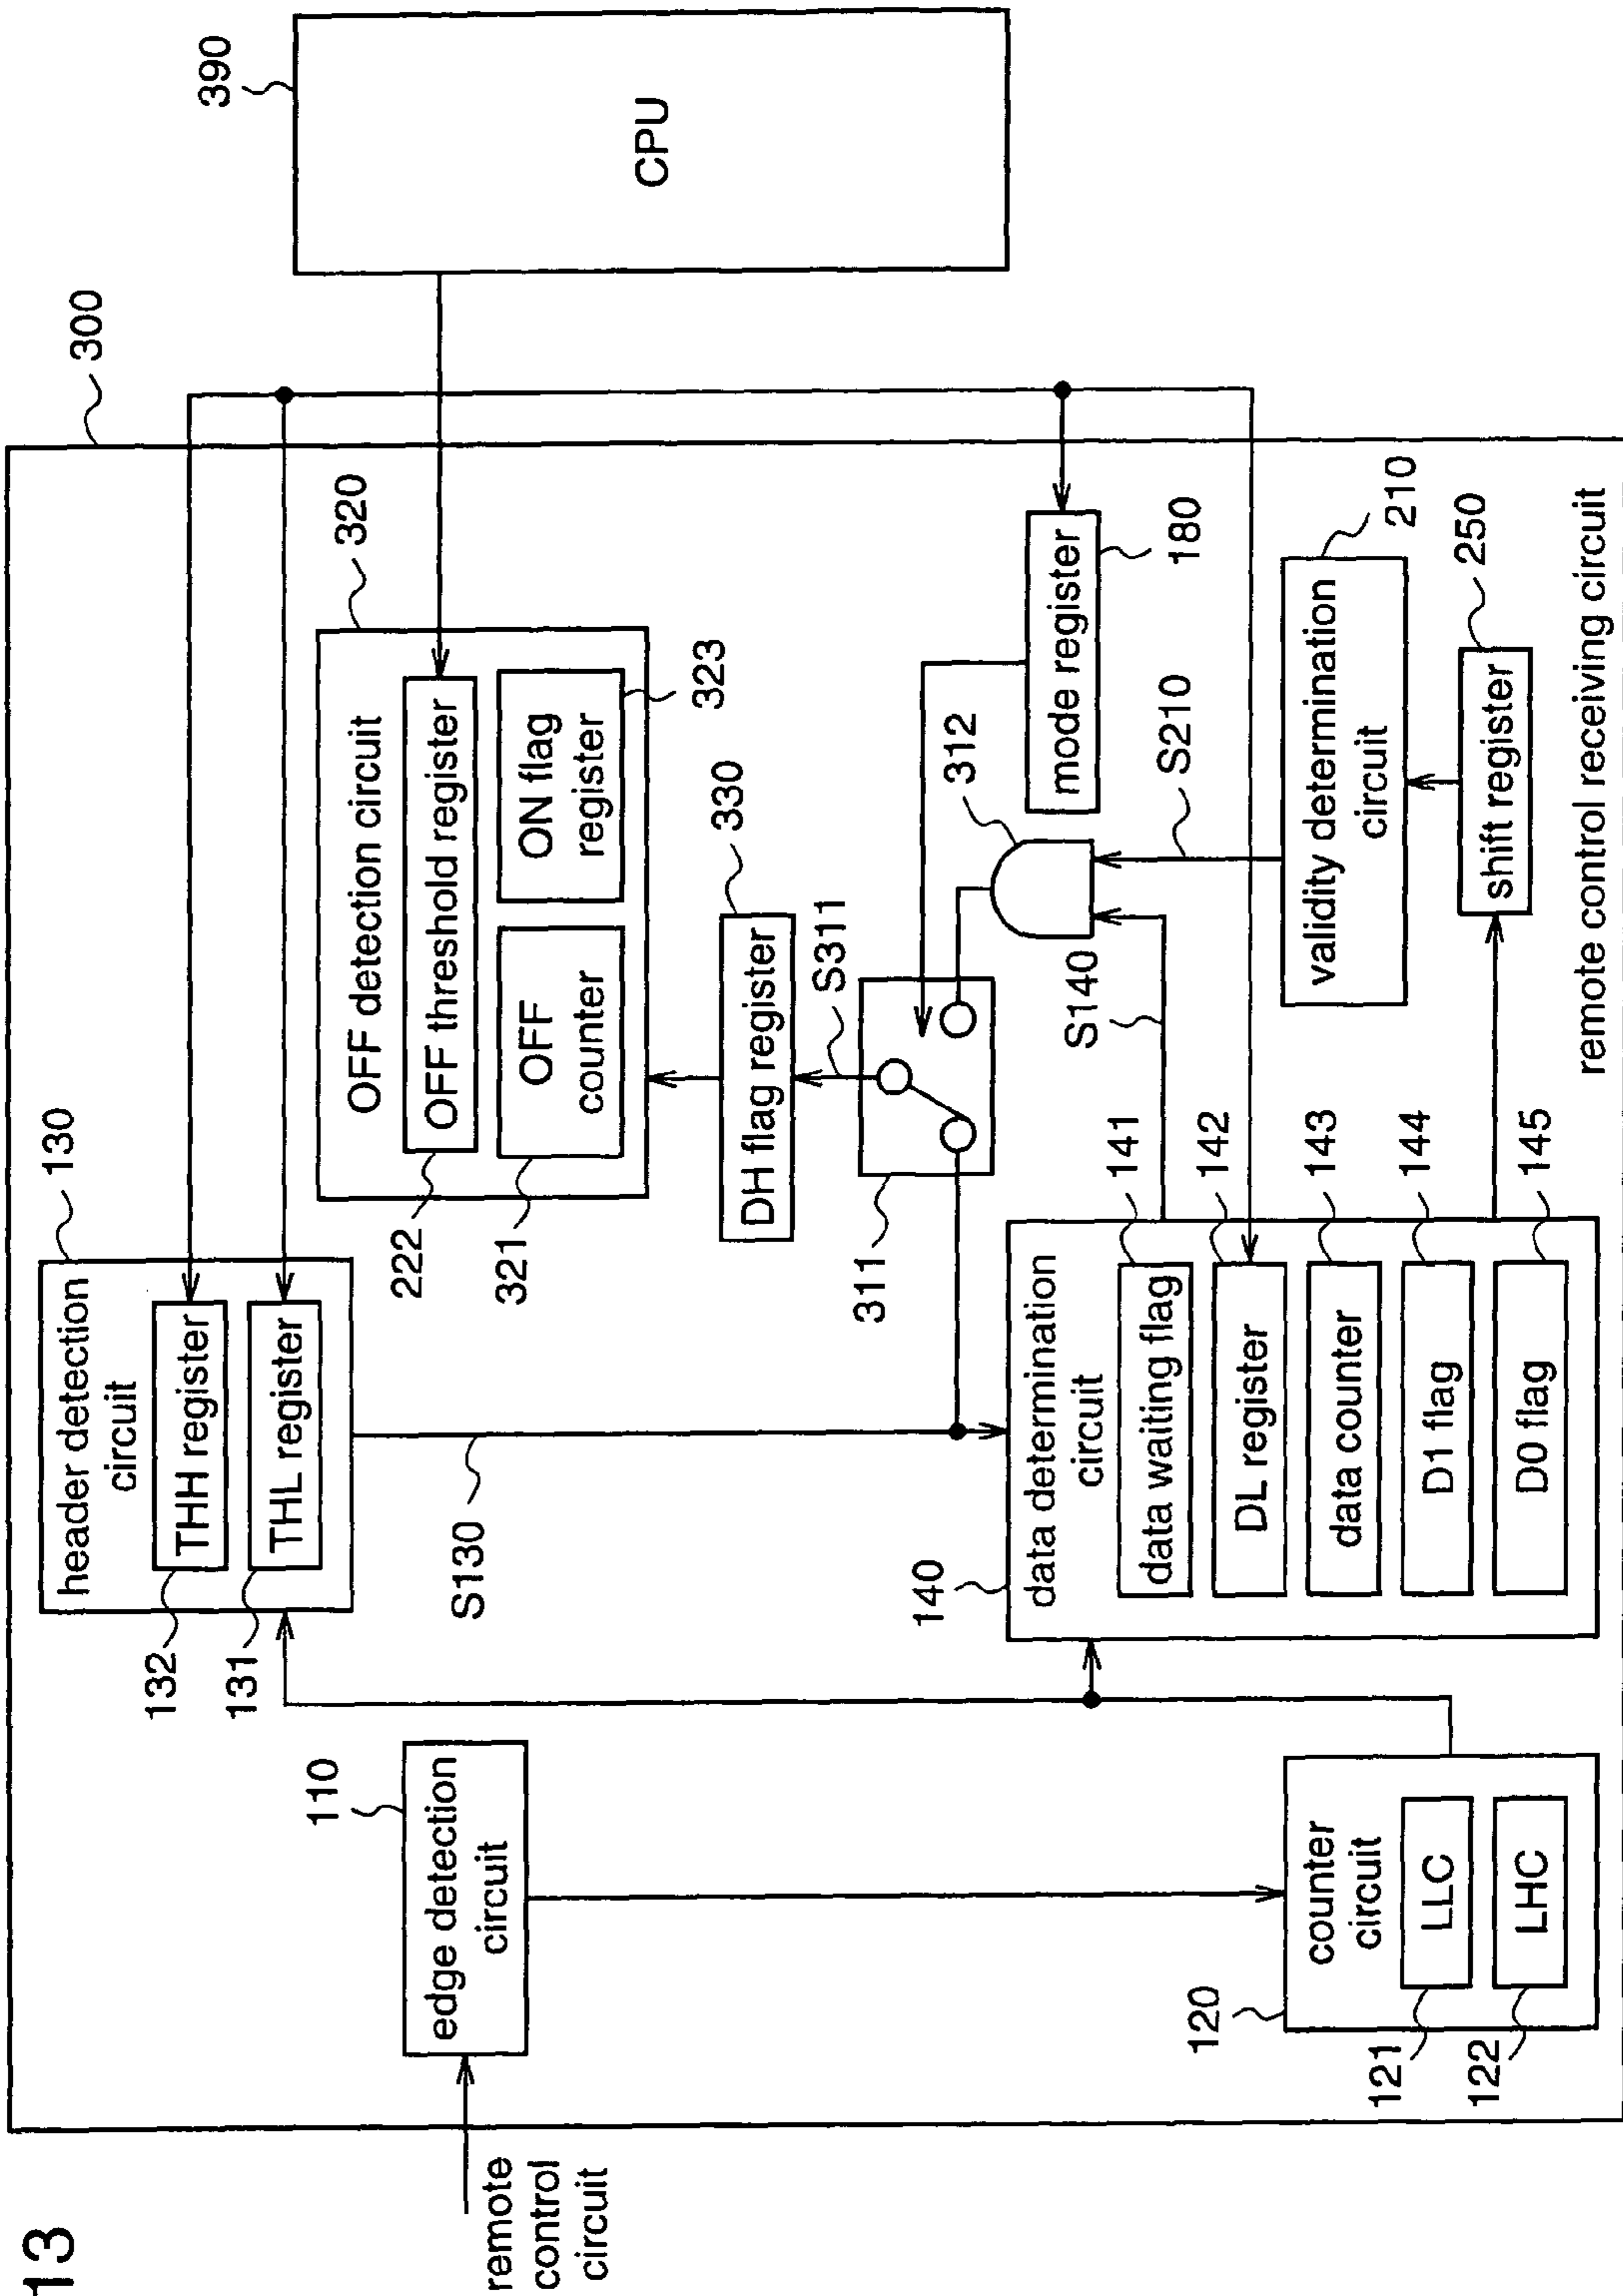 13
remote
control
circuit
110
edge detection
circuit
120
counter
circuit
121
LLC
122
LHC
130
header detection
circuit
132
THH register
131
THL register
S130
140
data determination
circuit
data waiting flag
141
DL register
142
data counter
143
D1 flag
144
D0 flag
145
300
320
OFF detection circuit
222
OFF threshold register
321
OFF
counter
ON flag
register
323
330
DH flag register
S311
311
312
S140
S210
mode register
180
validity determination
circuit
210
shift register
250
remote control receiving circuit
390
CPU